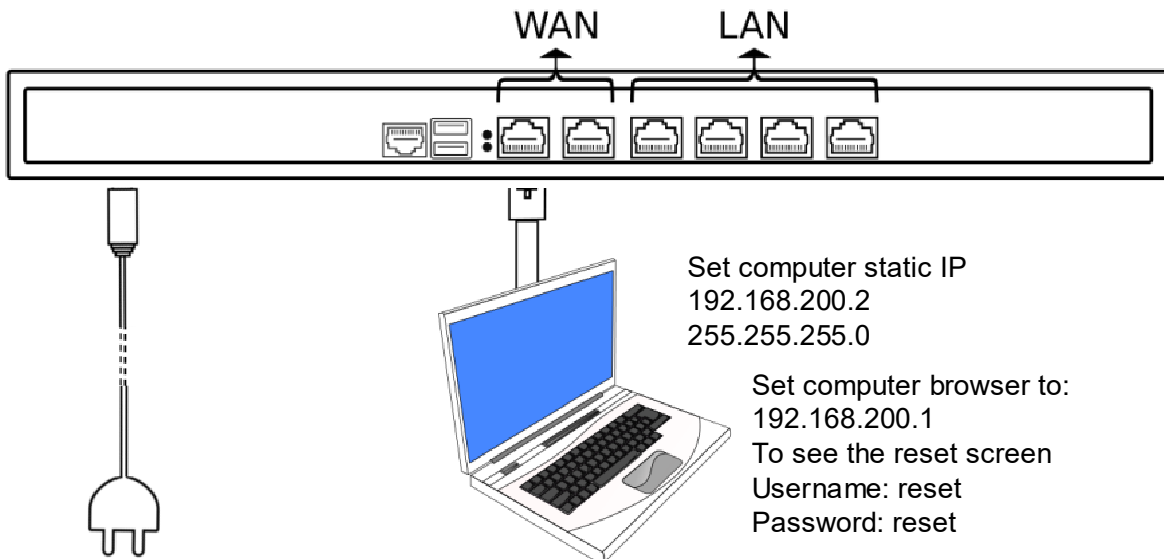 WAN LAN
Set computer static IP
192.168.200.2
255.255.255.0
Set computer browser to:
192.168.200.1
To see the reset screen
Username: reset
Password: reset